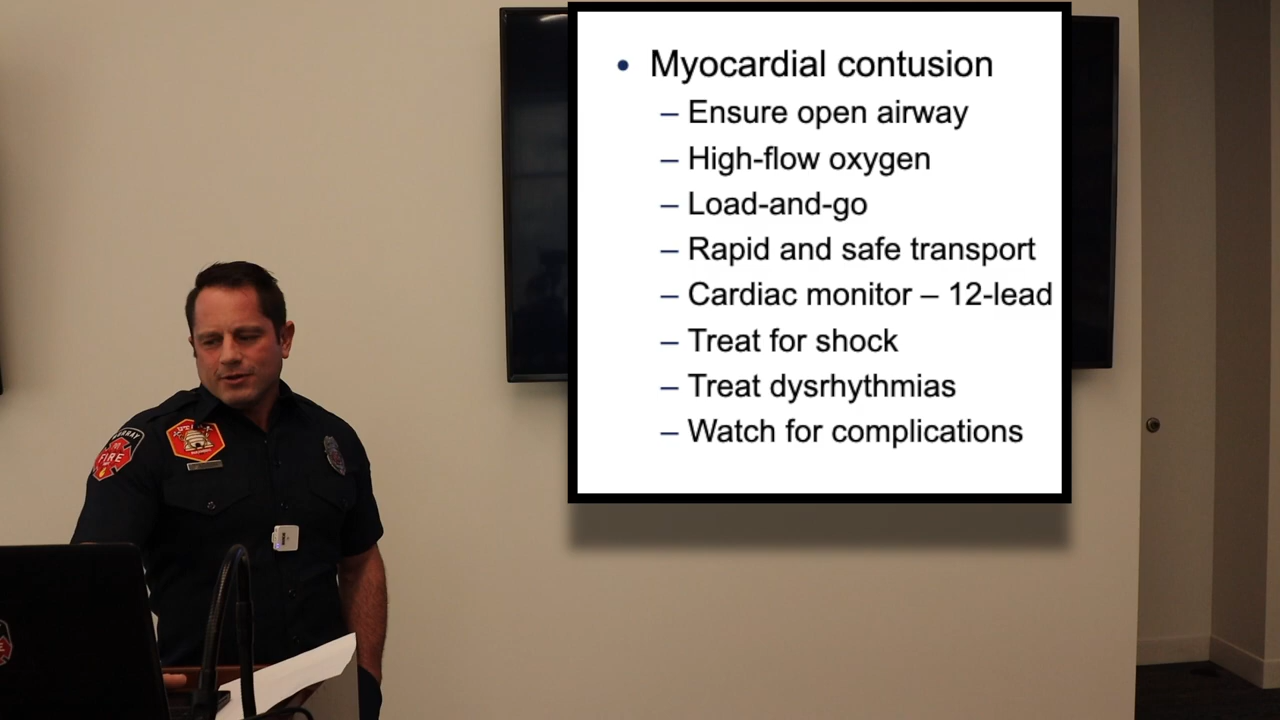 • Myocardial contusion
– Ensure open airway
– High-flow oxygen
– Load-and-go
– Rapid and safe transport
– Cardiac monitor – 12-lead
– Treat for shock
– Treat dysrhythmias
– Watch for complications
MURRAY
FIRE